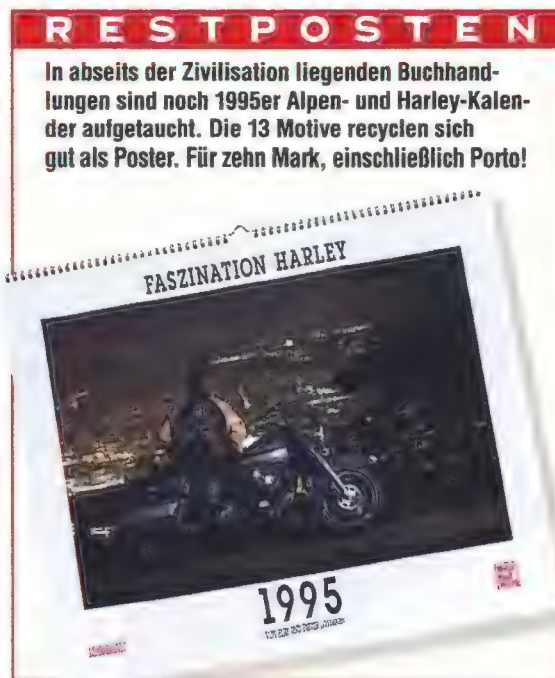 RESTPOSTEN
In abseits der Zivilisation liegenden Buchhand-
lungen sind noch 1995er Alpen- und Harley-Kalen-
der aufgetaucht. Die 13 Motive recyclen sich
gut als Poster. Für zehn Mark, einschließlich Porto!
FASZINATION HARLEY
1995